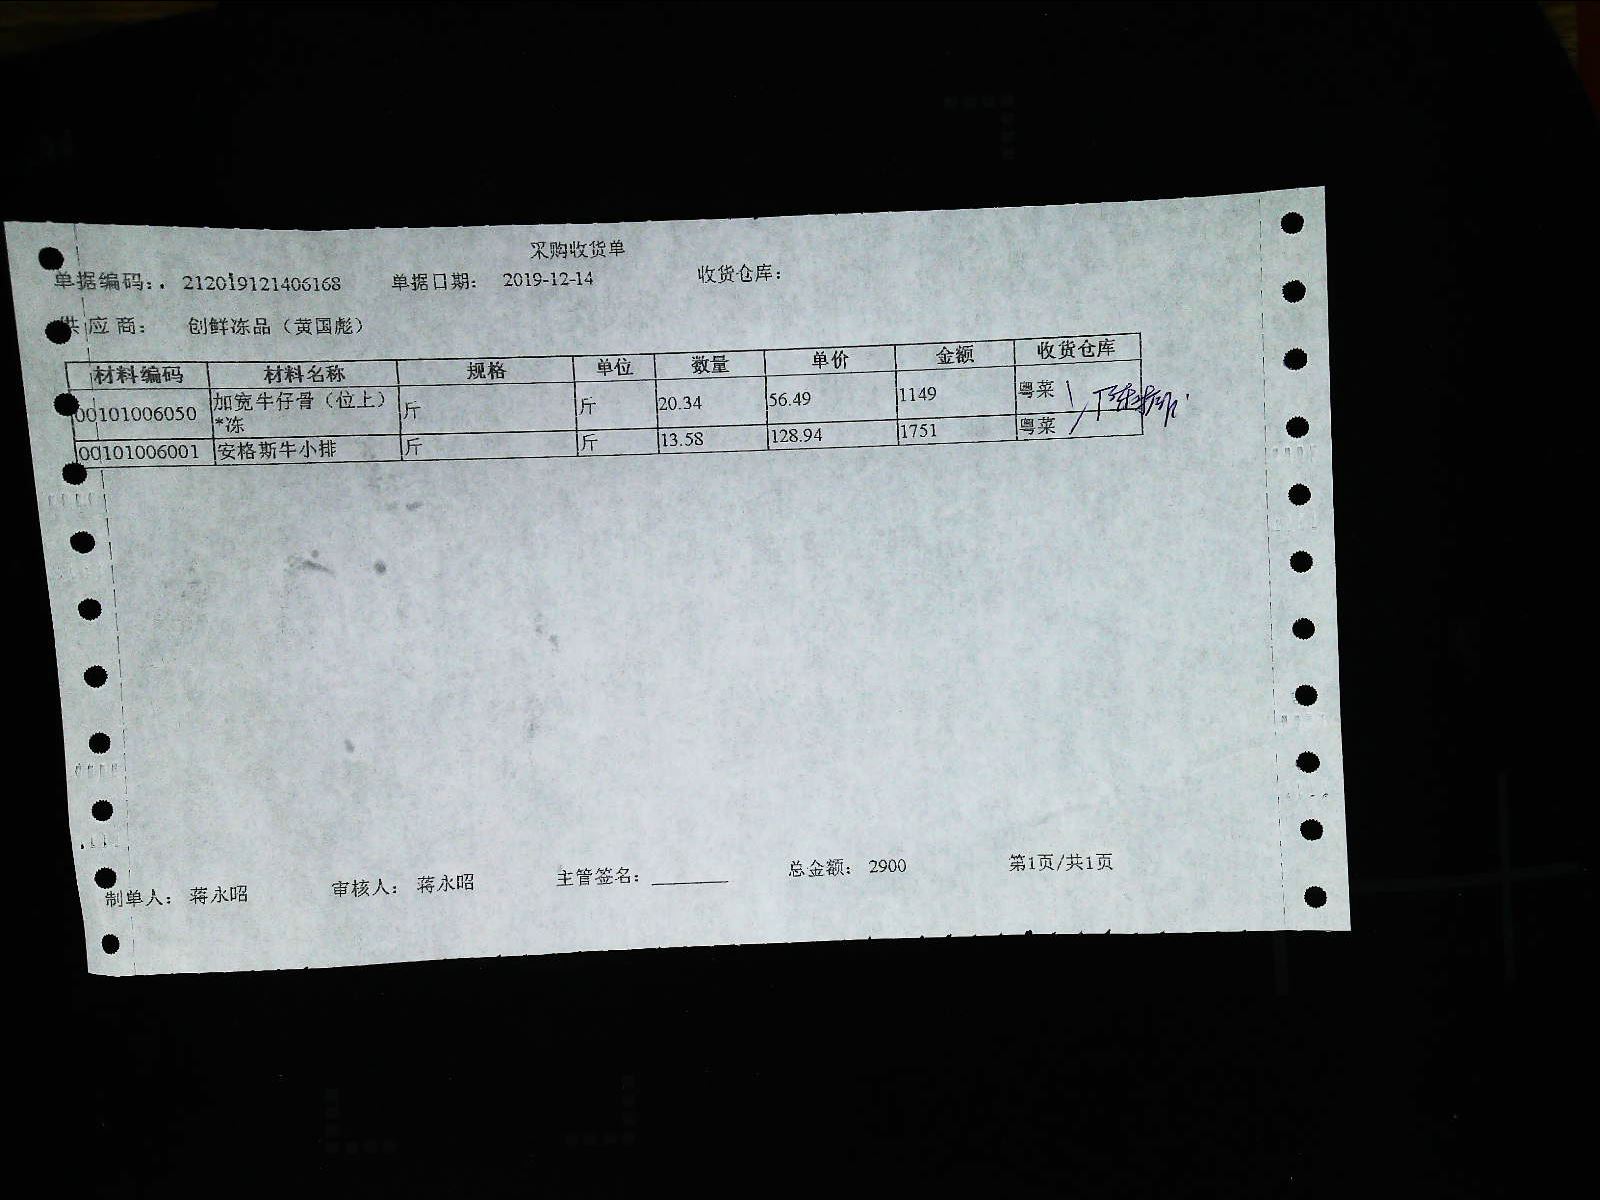 采购收货单
单据编码: 212019121406168 单据日期: 2019-12-14 收货仓库:
供应商: 创鲜冻品（黄国彪）
材料编码 材料名称 规格 单位 数量 单价 金额 收货仓库
00101006050 加宽牛仔骨（位上）*冻 斤 斤 20.34 56.49 1149 粤菜
00101006001 安格斯牛小排 斤 斤 13.58 128.94 1751 粤菜
制单人: 蒋永昭 审核人: 蒋永昭 主管签名: ________ 总金额: 2900 第1页/共1页